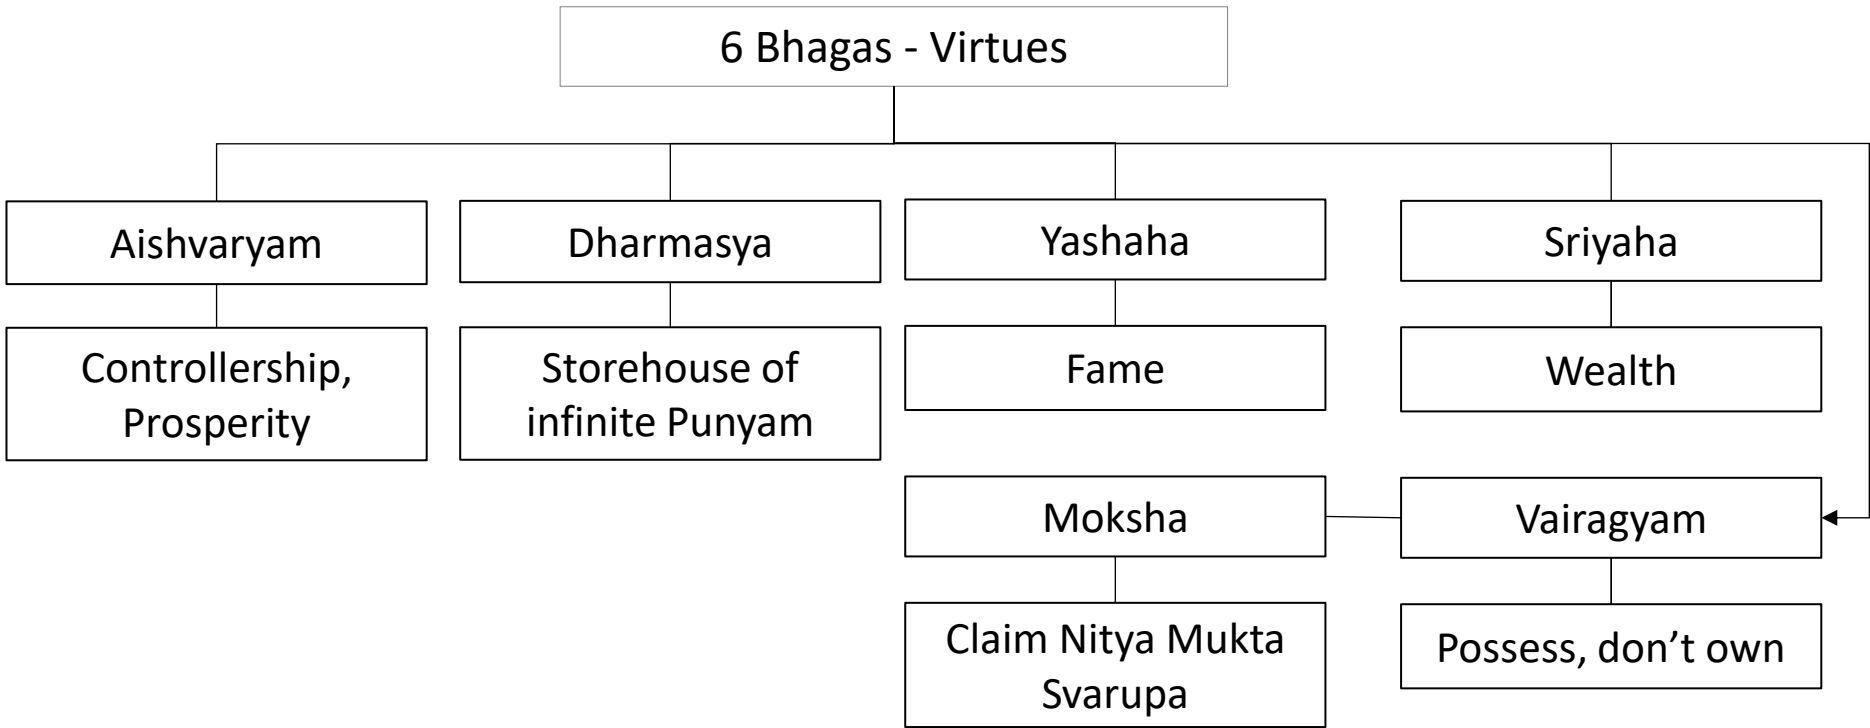 6 Bhagas - Virtues
Aishvaryam
Dharmasya
Yashaha
Sriyaha
Controllership,
Prosperity
Storehouse of
infinite Punyam
Fame
Wealth
Moksha
Vairagyam
Claim Nitya Mukta
Svarupa
Possess, don’t own